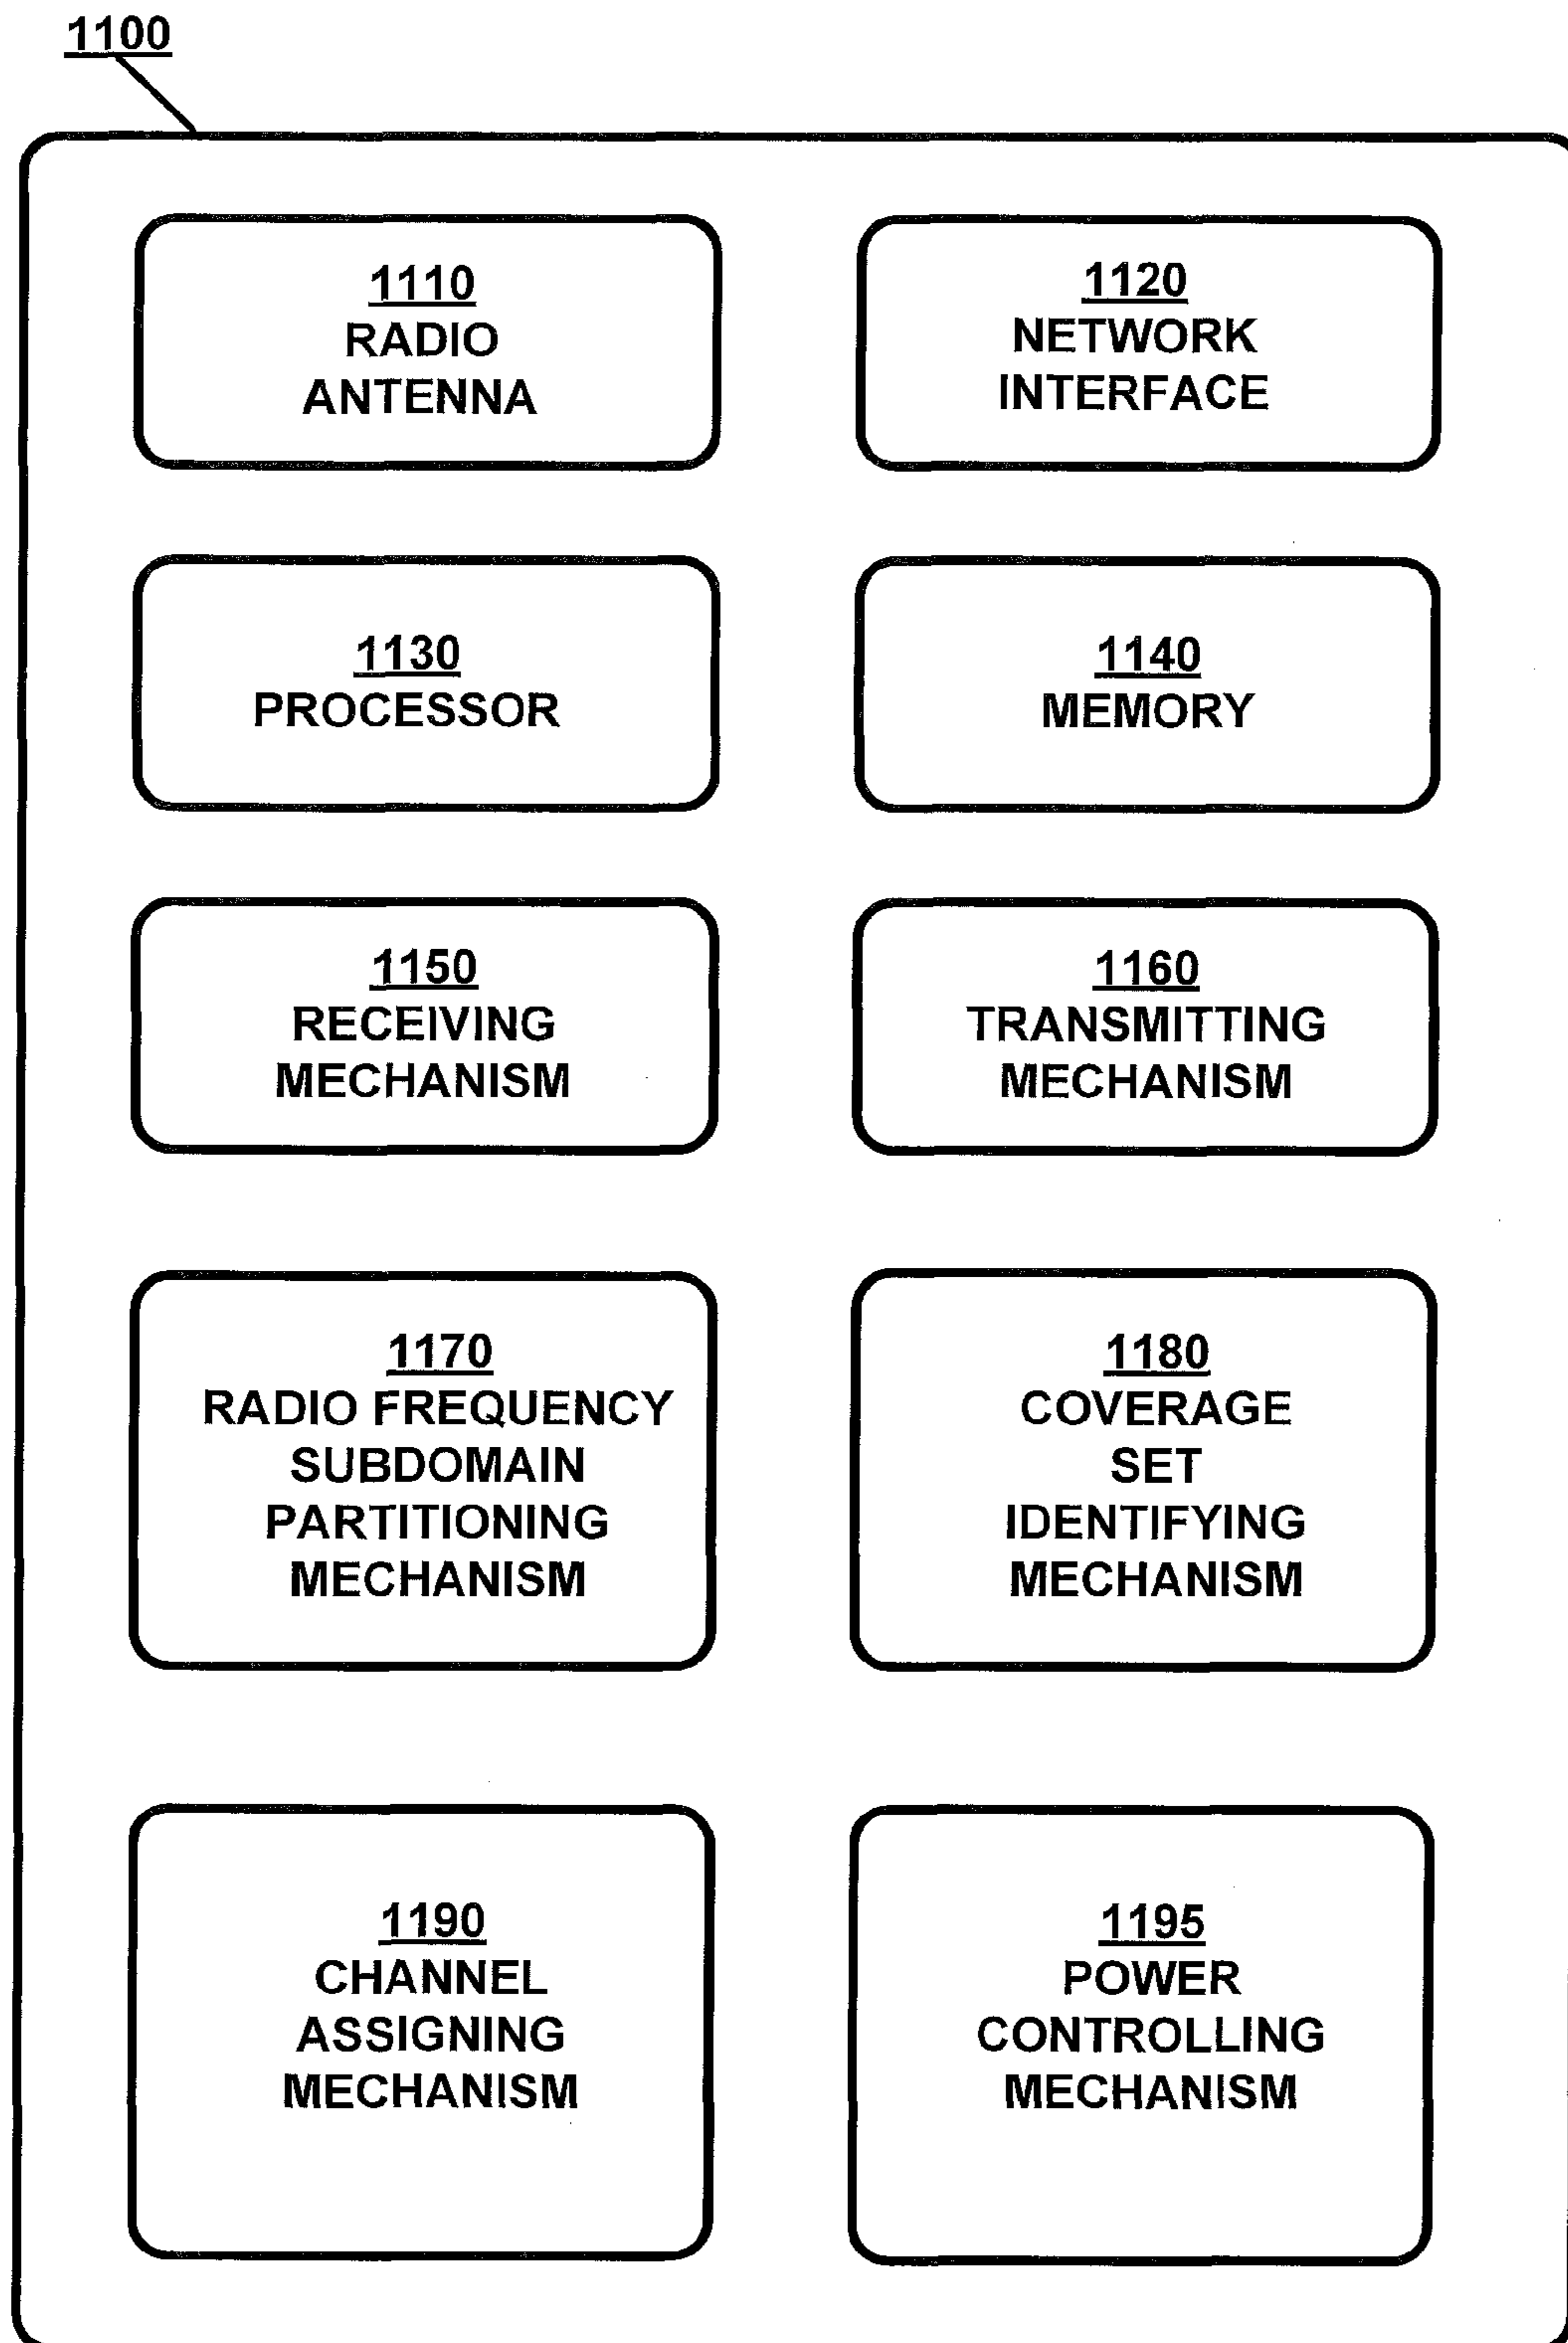 1100
1110
RADIO
ANTENNA
1120
NETWORK
INTERFACE
1130
PROCESSOR
1140
MEMORY
1150
RECEIVING
MECHANISM
1160
TRANSMITTING
MECHANISM
1170
RADIO FREQUENCY
SUBDOMAIN
PARTITIONING
MECHANISM
1180
COVERAGE
SET
IDENTIFYING
MECHANISM
1190
CHANNEL
ASSIGNING
MECHANISM
1195
POWER
CONTROLLING
MECHANISM